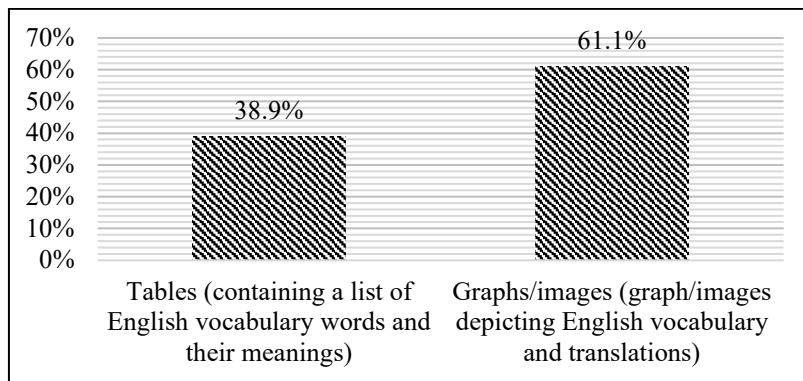 70%
60%
50%
40%
30%
20%
10%
0%
38.9%
61.1%
Tables (containing a list of
English vocabulary words and
their meanings)
Graphs/images (graph/images
depicting English vocabulary
and translations)